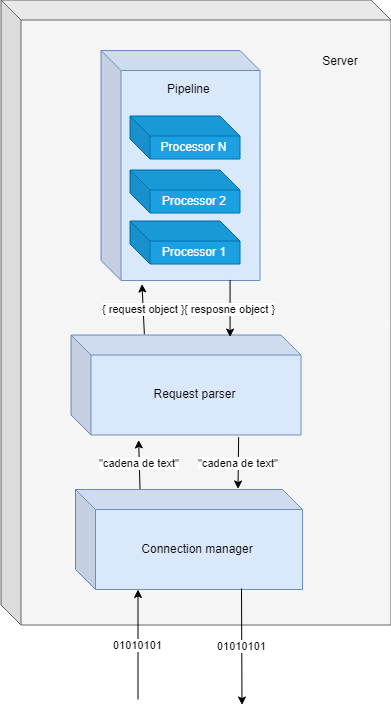 Server
Pipeline
Processor N
Processor 2
Processor 1
{ request object }{ resposne object }
Request parser
"cadena de text" "cadena de text"
Connection manager
01010101 01010101